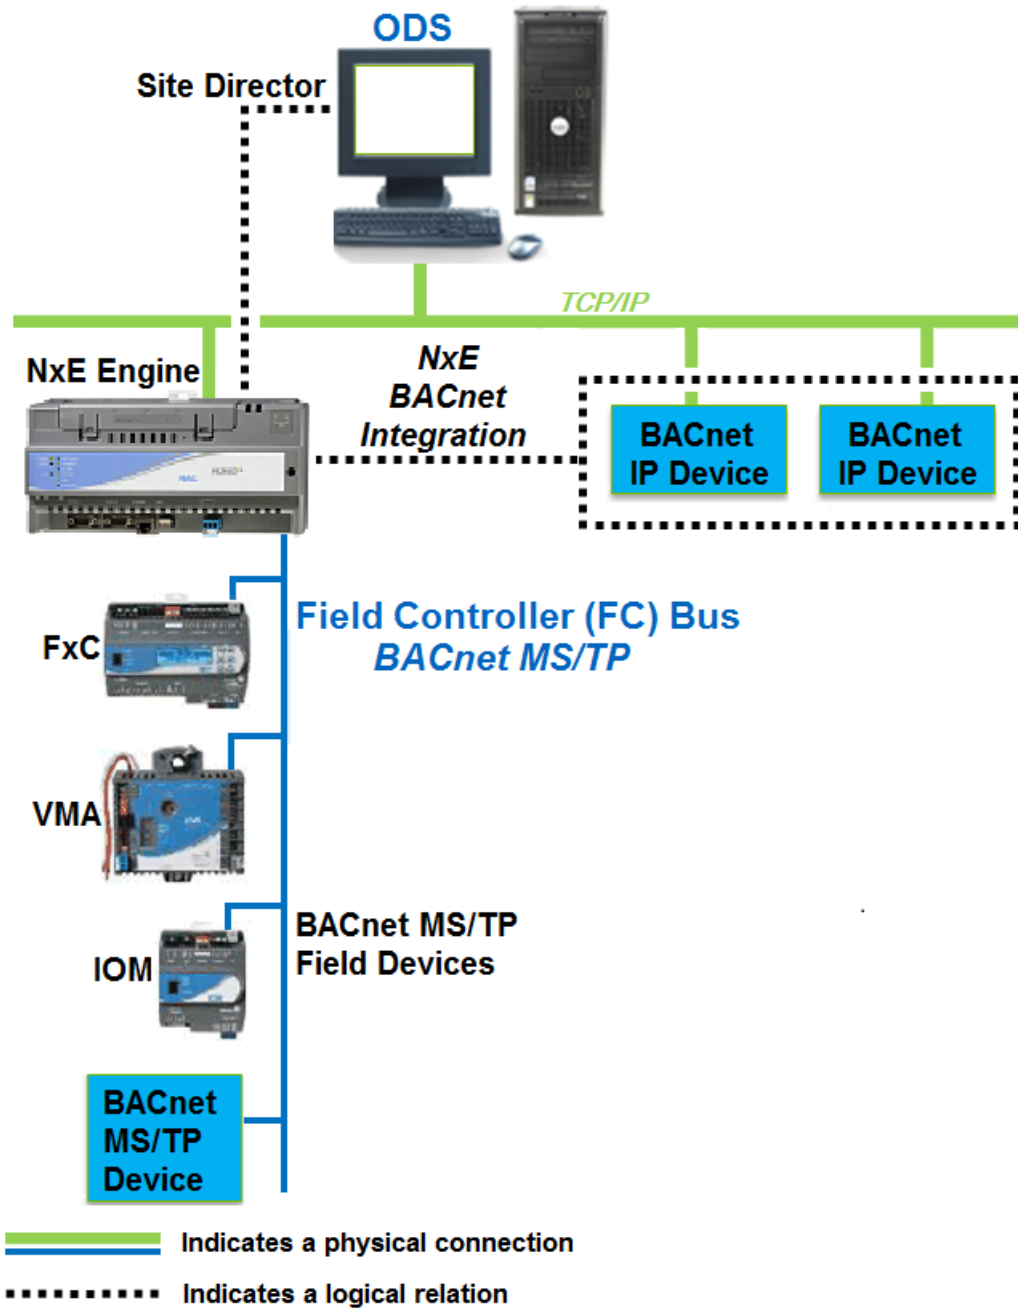 ODS
Site Director
TCP/IP
NxE Engine
NxE
BACnet
Integration
BACnet
IP Device
BACnet
IP Device
Field Controller (FC) Bus
BACnet MS/TP
FxC
VMA
BACnet MS/TP
Field Devices
IOM
BACnet
MS/TP
Device
Indicates a physical connection
Indicates a logical relation